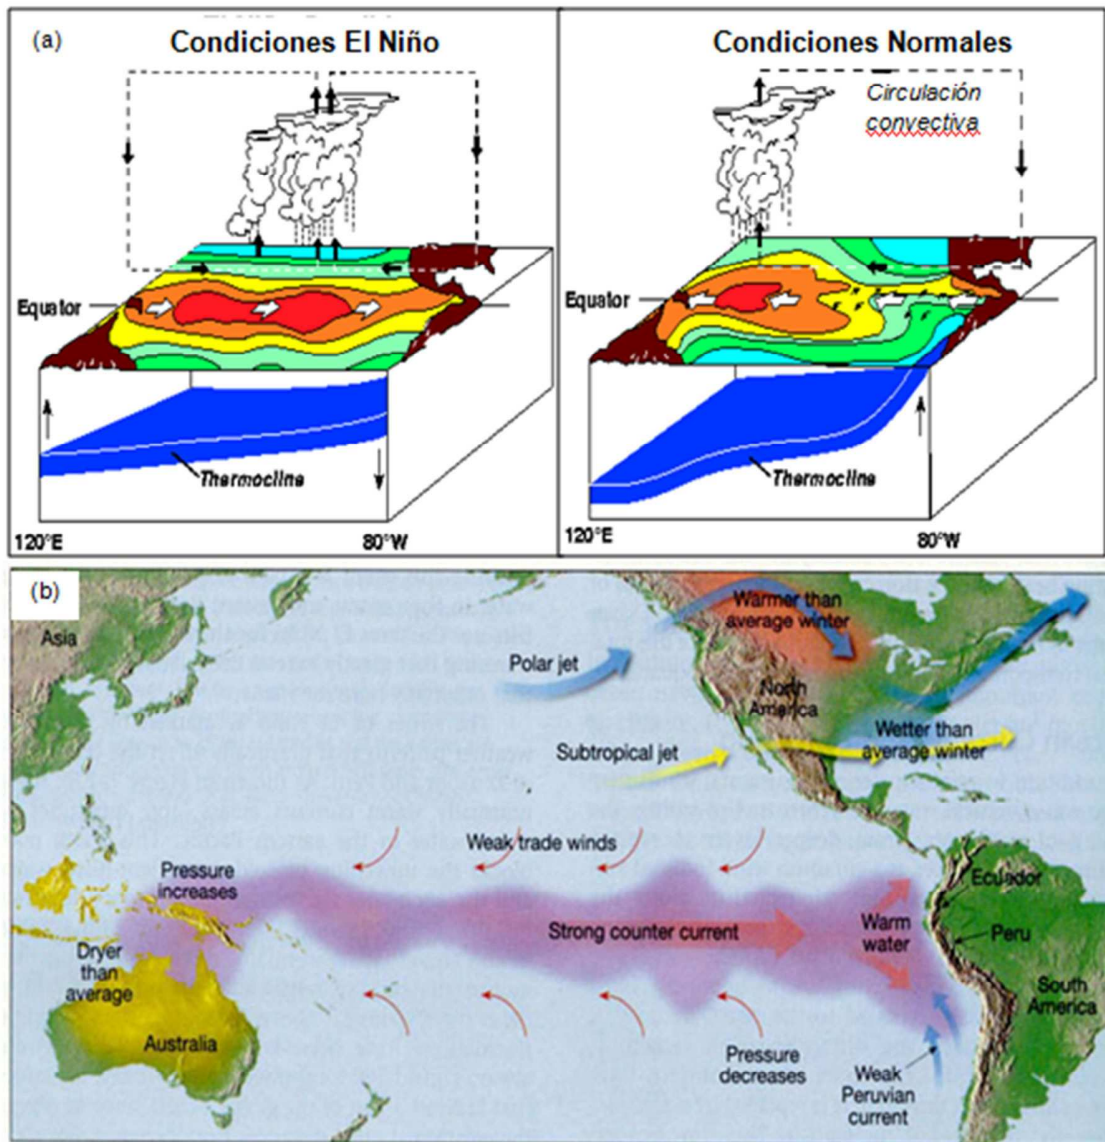 (a)
Condiciones El Niño
Condiciones Normales
Circulación
convectiva
Equator
Equator
Thermocline
Thermocline
120°E
80°W
120°E
80°W
(b)
Asia
Warmer than
average winter
Polar jet
North
America
Subtropical jet
Wetter than
average winter
Weak trade winds
Pressure
increases
Ecuador
Strong counter current
Warm
water
Peru
Dryer
than
average
South
America
Australia
Pressure
decreases
Weak
Peruvian
current